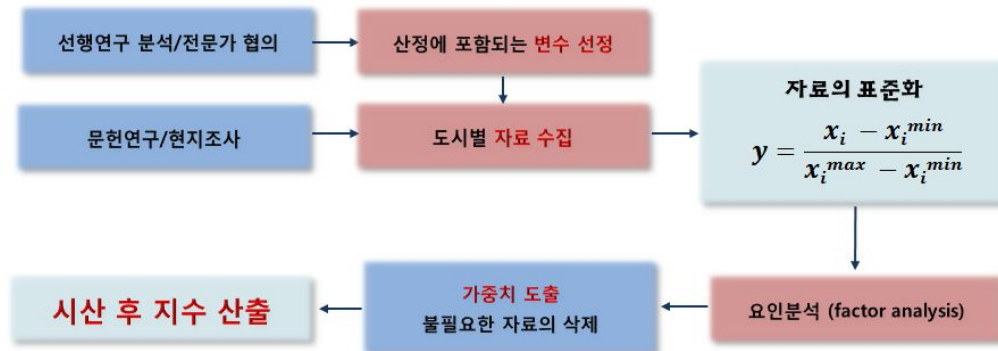 선행연구 분석/전문가 협의
산정에 포함되는 변수 선정
문헌연구/현지조사
도시별 자료 수집
자료의 표준화
y = (x_i − x_i^min) / (x_i^max − x_i^min)
요인분석 (factor analysis)
가중치 도출
불필요한 자료의 삭제
시산 후 지수 산출